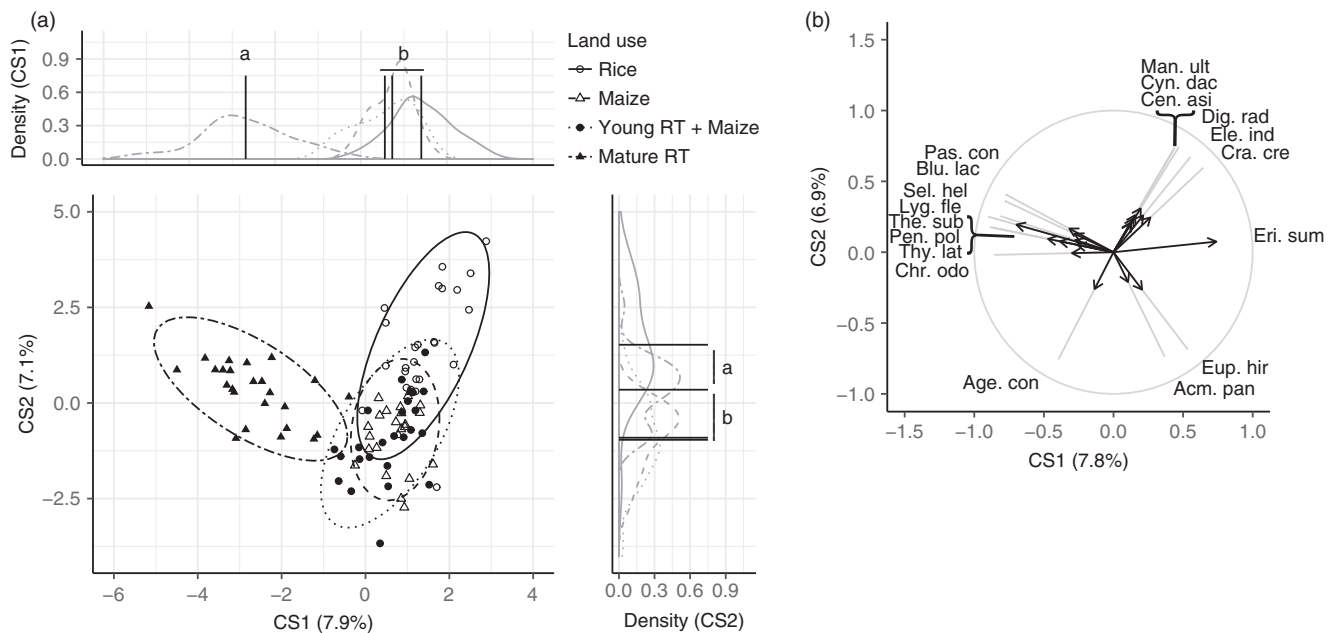 (a)
Density (CS1)
0.9
0.6
0.3
0.0
a
b
Land use
Rice
Maize
Young RT + Maize
Mature RT
CS2 (7.1%)
5.0
2.5
0.0
−2.5
−6
−4
−2
0
2
4
CS1 (7.9%)
a
b
0.0
0.3
0.6
0.9
Density (CS2)
(b)
CS2 (6.9%)
1.5
1.0
0.5
0.0
−0.5
−1.0
Man. ult
Cyn. dac
Cen. asi
Dig. rad
Ele. ind
Cra. cre
Pas. con
Blu. lac
Sel. hel
Lyg. fle
The. sub
Pen. pol
Thy. lat
Chr. odo
Eri. sum
Age. con
Eup. hir
Acm. pan
−1.5
−1.0
−0.5
0.0
0.5
1.0
CS1 (7.8%)